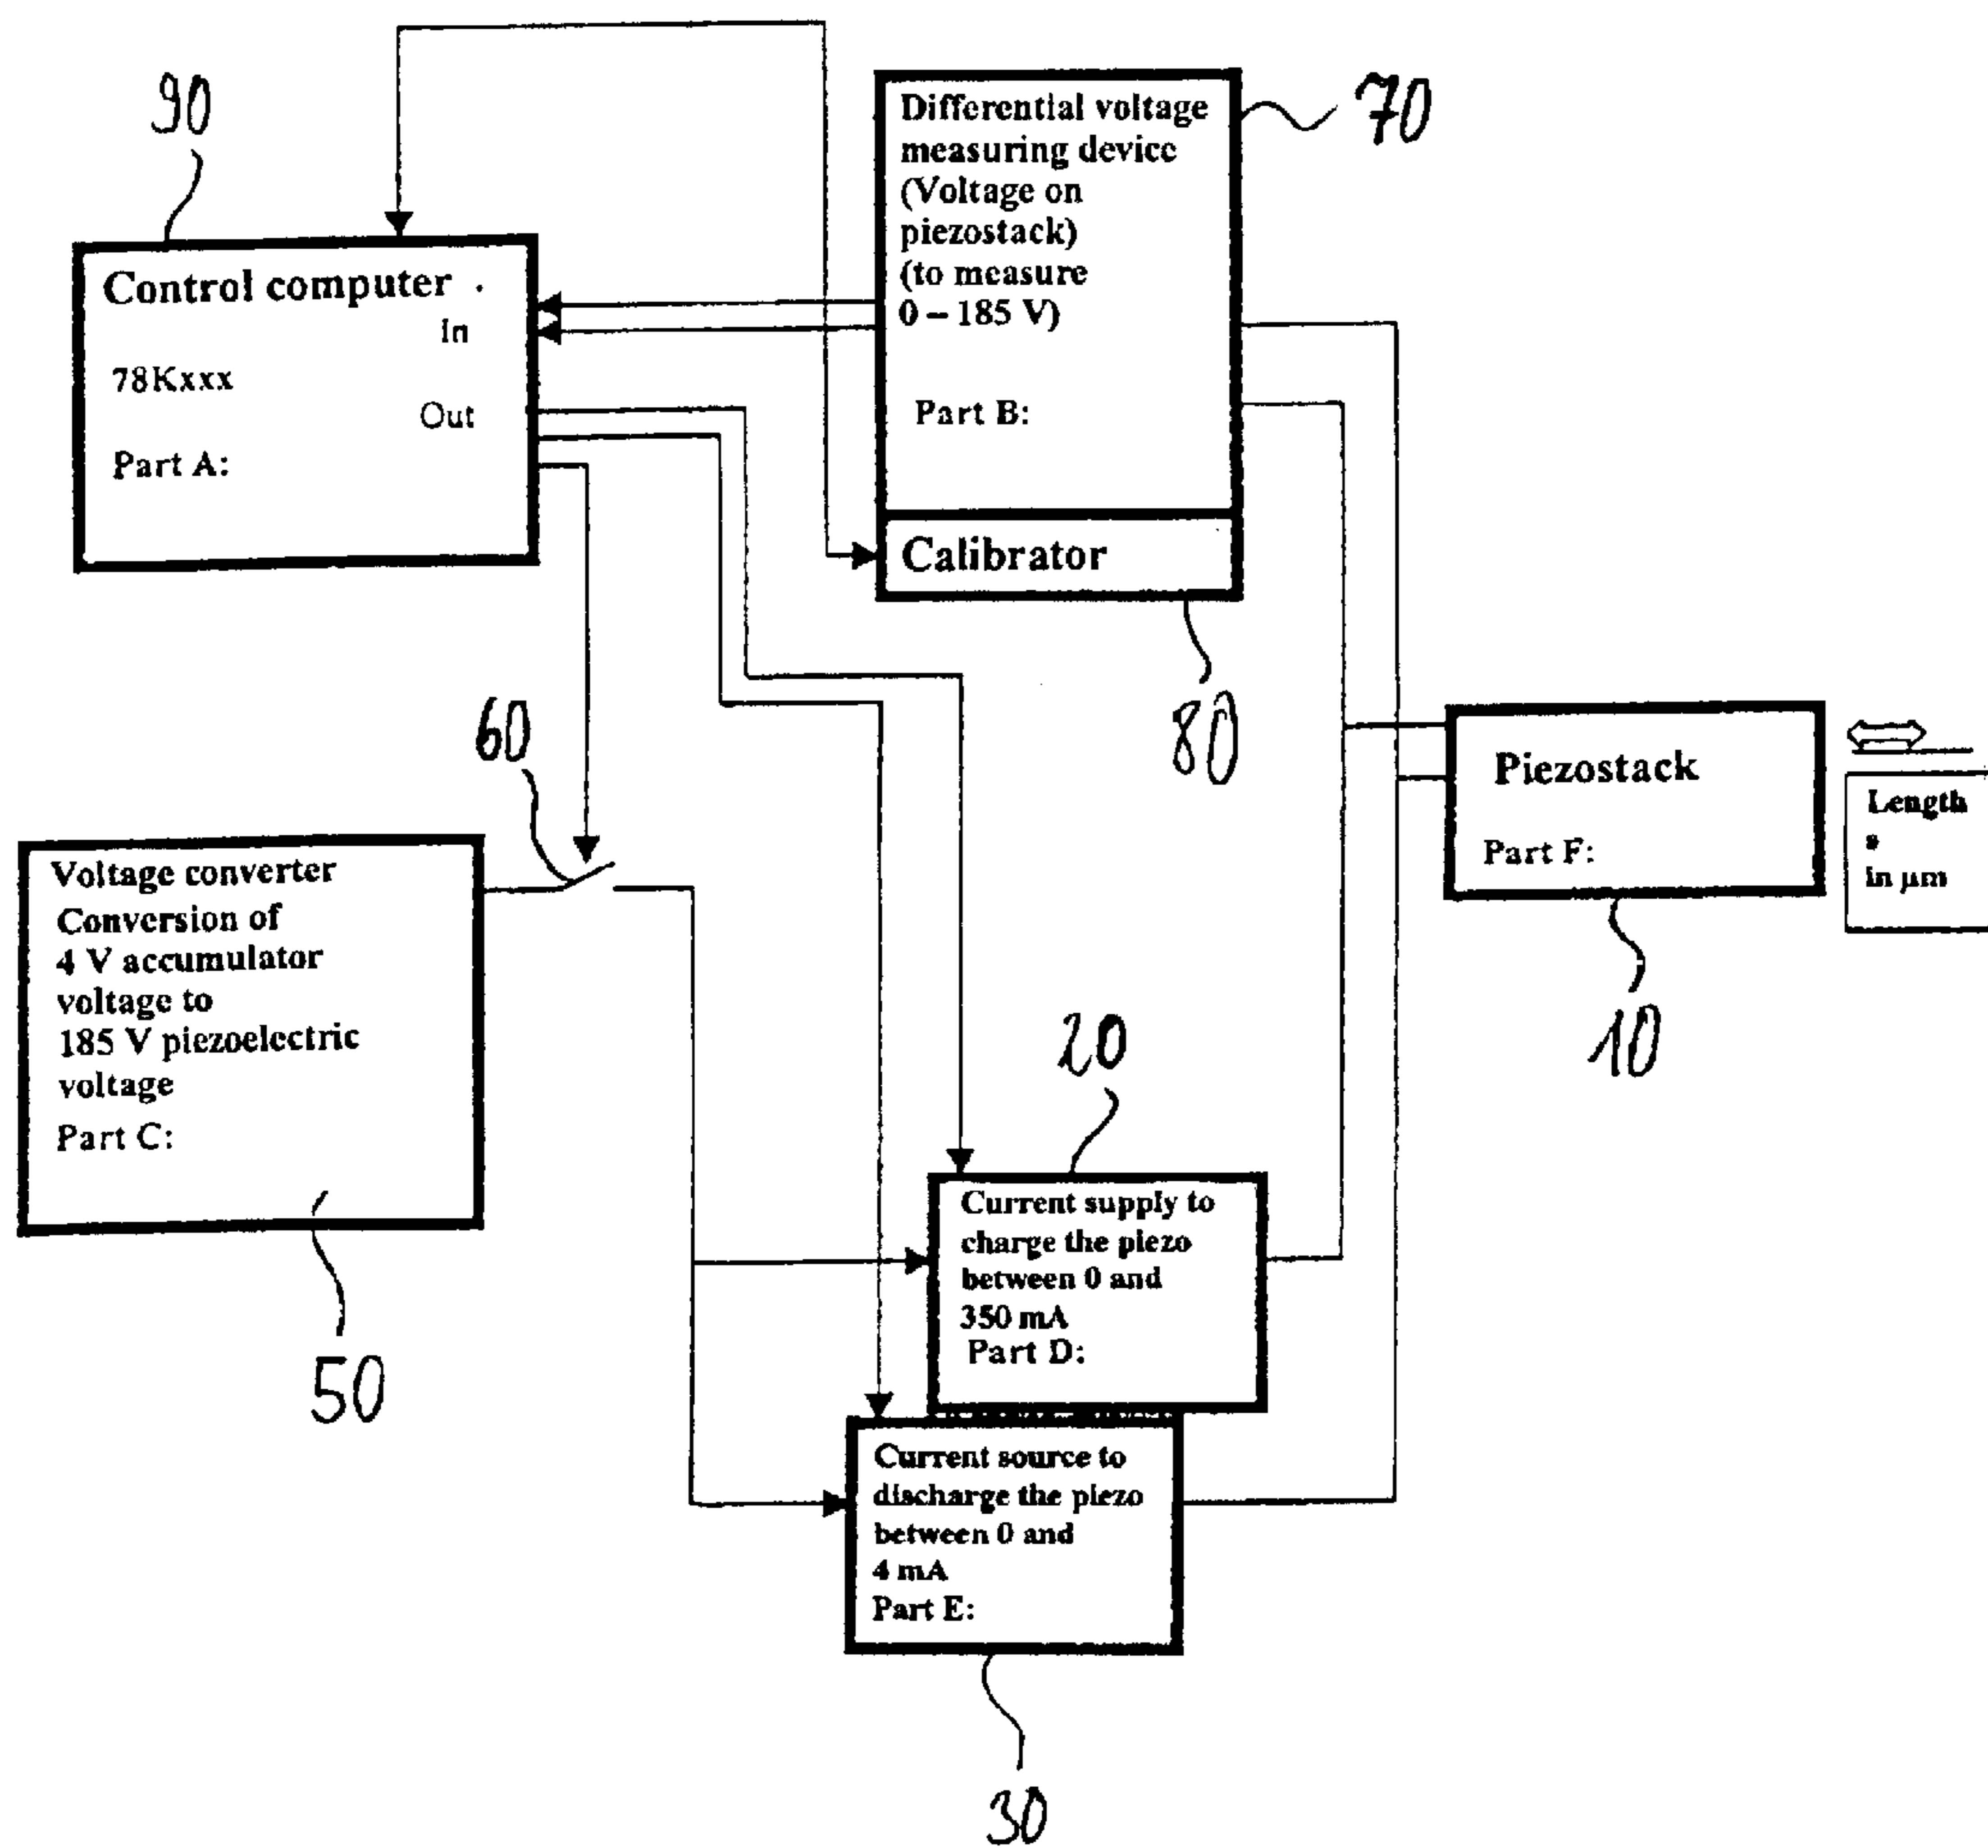 90
Control computer .
In
78Kxxx
Out
Part A:
Differential voltage
measuring device
(Voltage on
piezostack)
(to measure
0 – 185 V)
Part B:
70
Calibrator
80
60
Voltage converter
Conversion of
4 V accumulator
voltage to
185 V piezoelectric
voltage
Part C:
50
Piezostack
Part F:
10
Length
s
in µm
20
Current supply to
charge the piezo
between 0 and
350 mA
Part D:
Current source to
discharge the piezo
between 0 and
4 mA
Part E:
30